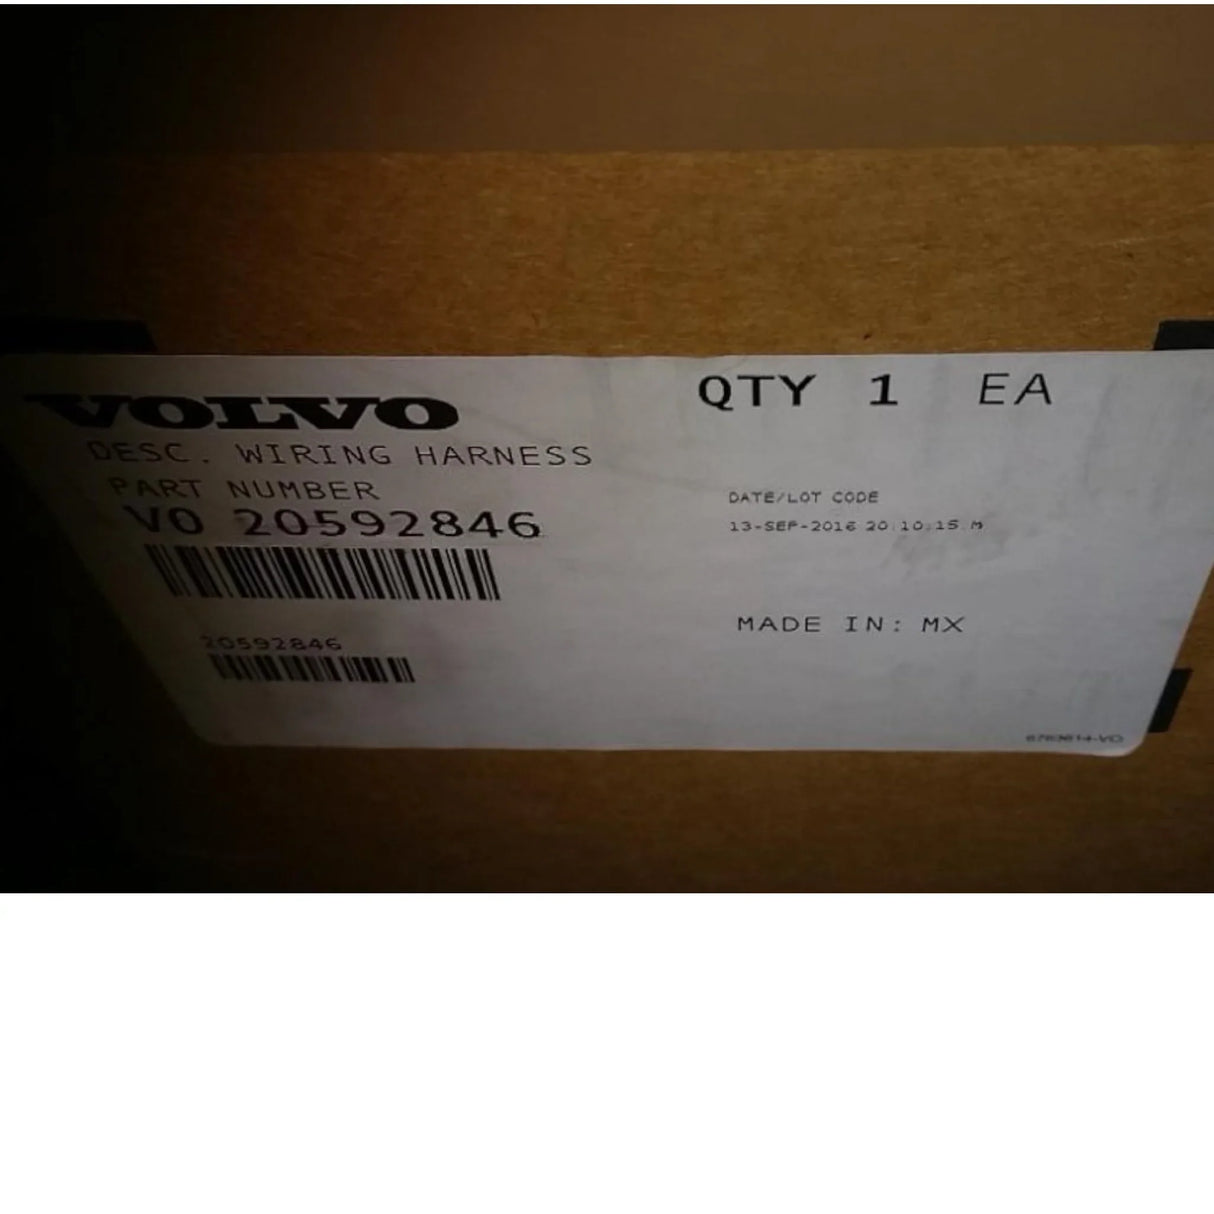 VOLVO
DESC. WIRING HARNESS
PART NUMBER
VO 20592846
20592846
QTY 1 EA
DATE/LOT CODE
13-SEP-2016 20:10:15 M
MADE IN: MX